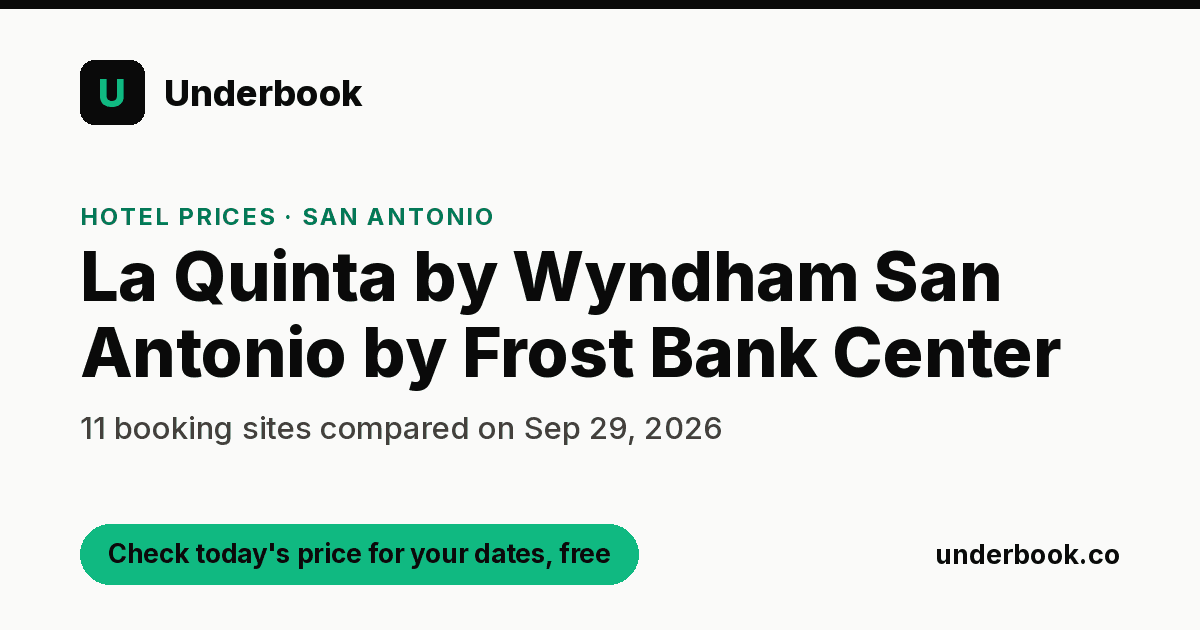 U Underbook
HOTEL PRICES · SAN ANTONIO
La Quinta by Wyndham San
Antonio by Frost Bank Center
11 booking sites compared on Sep 29, 2026
Check today's price for your dates, free
underbook.co